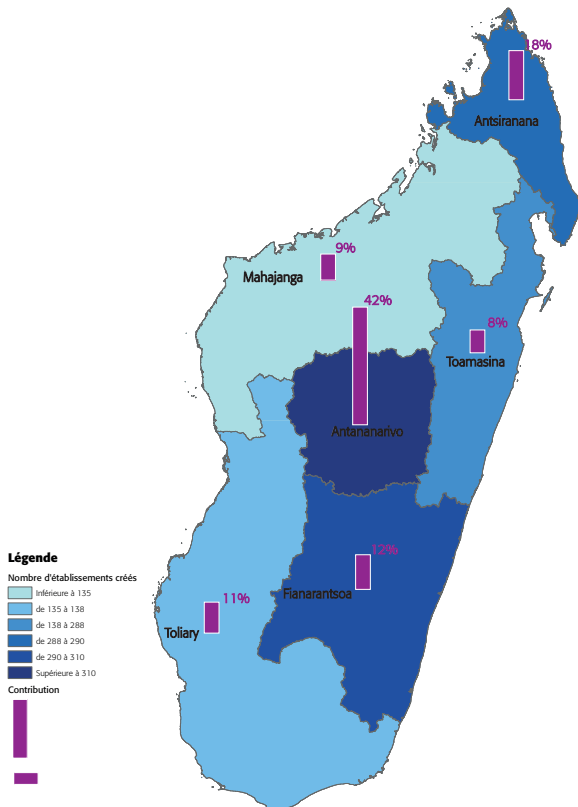 18%
Antsiranana
9%
Mahajanga
42%
8%
Toamasina
Antananarivo
12%
Fianarantsoa
11%
Toliary
Légende
Nombre d'établissements créés
Inférieure à 135
de 135 à 138
de 138 à 288
de 288 à 290
de 290 à 310
Supérieure à 310
Contribution